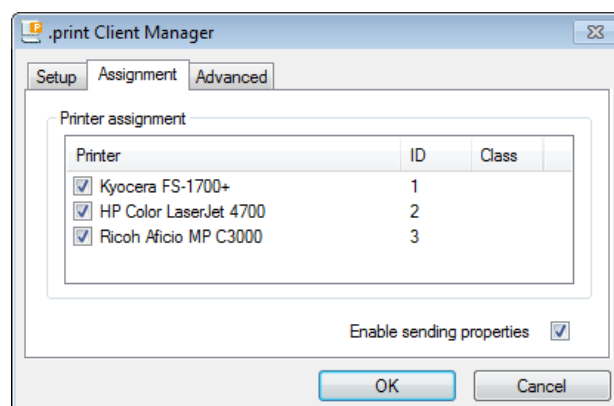 .print Client Manager
Setup Assignment Advanced
Printer assignment
Printer ID Class
Kyocera FS-1700+ 1
HP Color LaserJet 4700 2
Ricoh Aficio MP C3000 3
Enable sending properties
OK Cancel